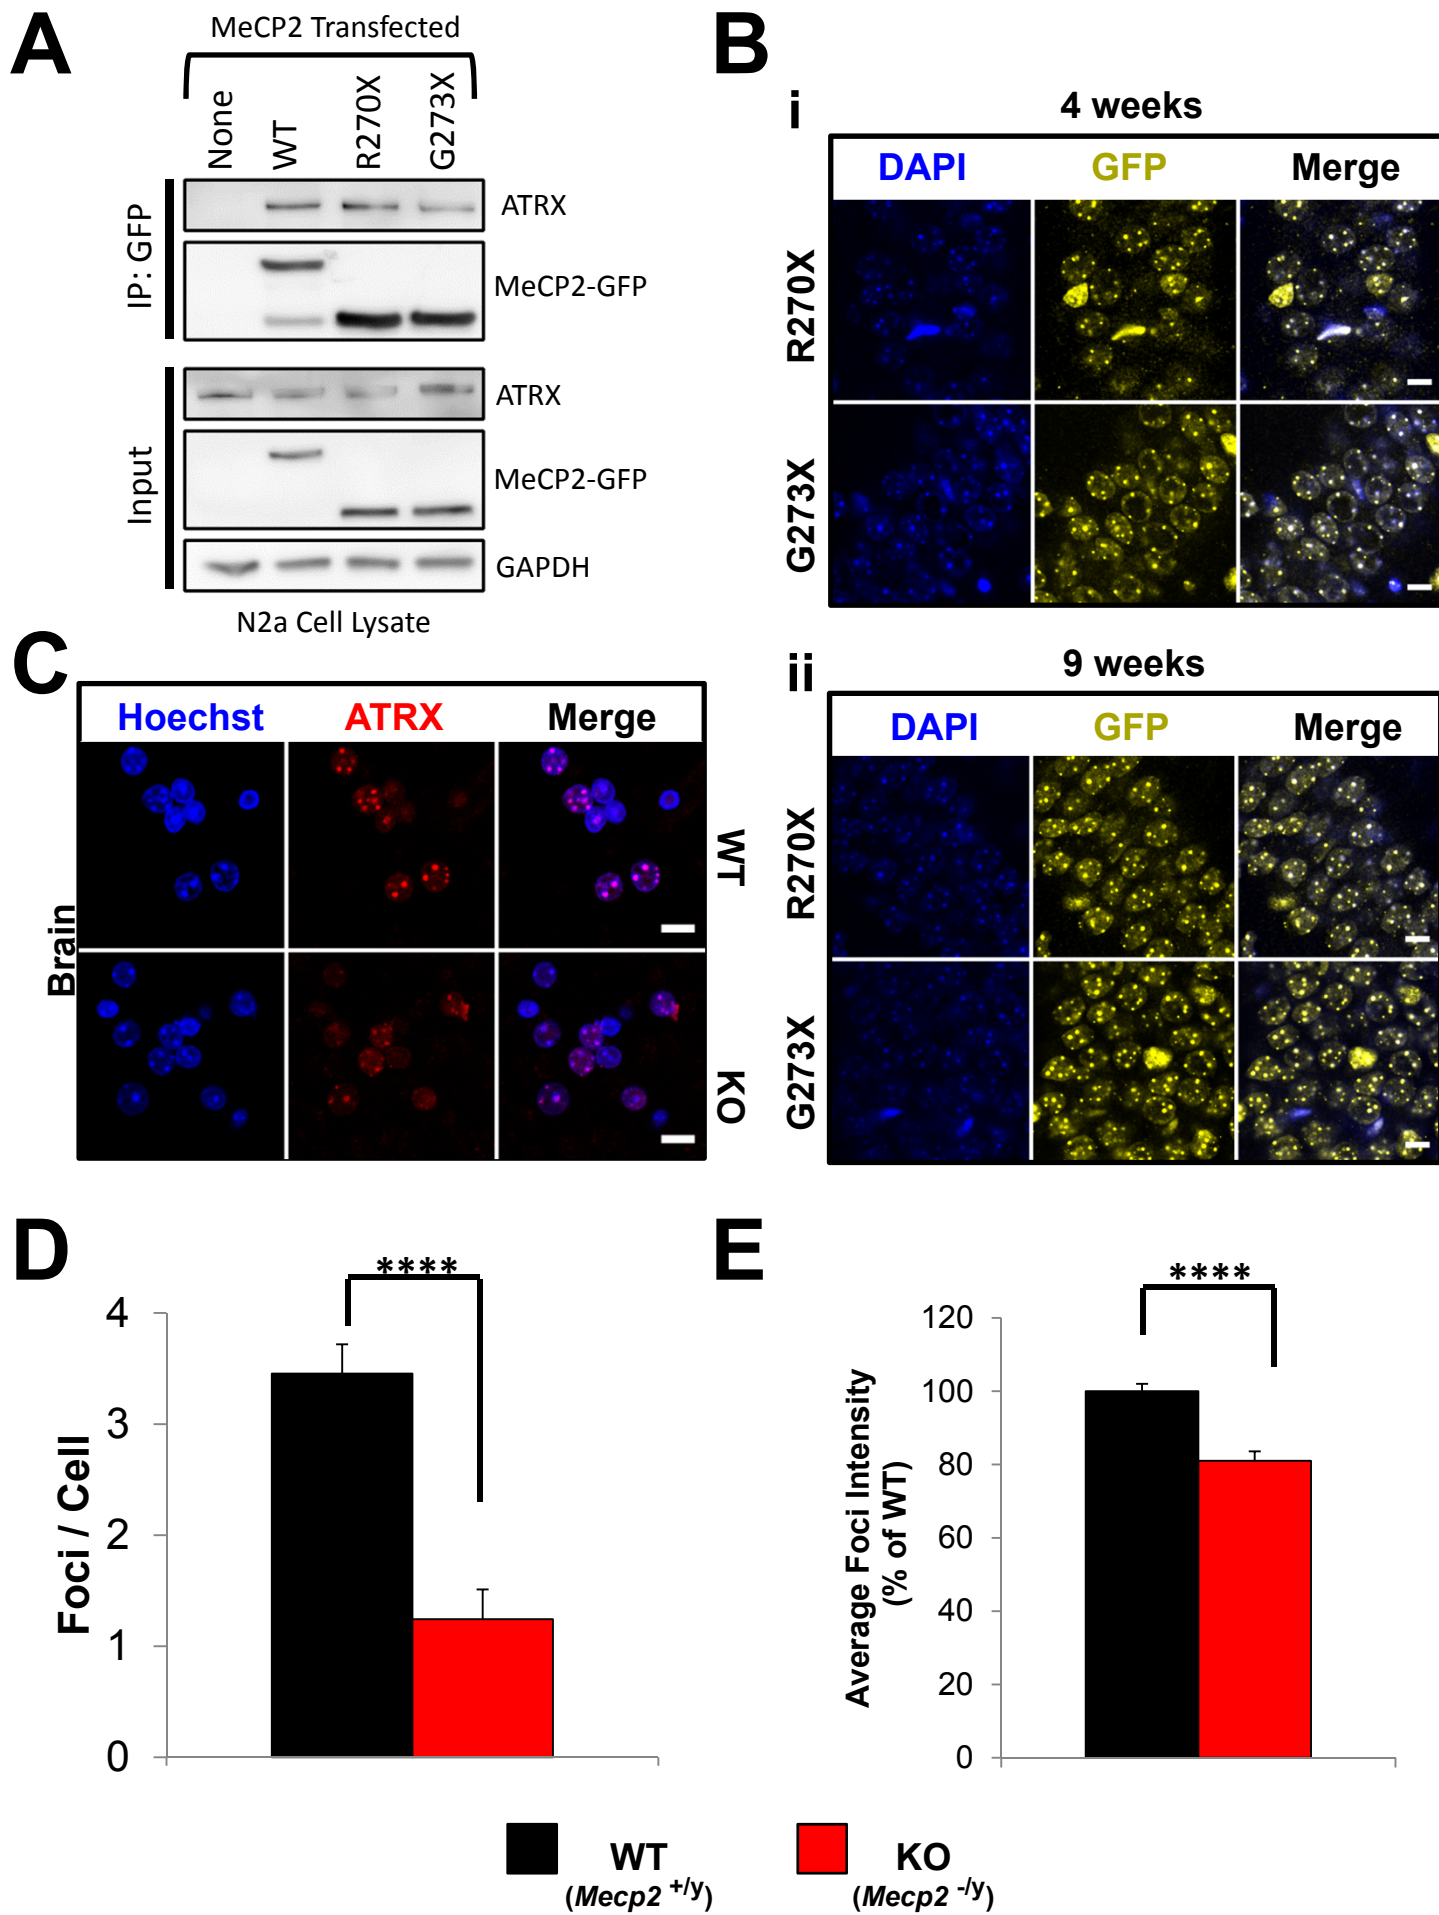 A
MeCP2 Transfected
None
WT
R270X
G273X
IP: GFP
ATRX
MeCP2-GFP
Input
ATRX
MeCP2-GFP
GAPDH
N2a Cell Lysate
B
i
4 weeks
DAPI GFP Merge
R270X
G273X
ii
9 weeks
DAPI GFP Merge
R270X
G273X
C
Hoechst ATRX Merge
Brain
WT
KO
D
****
Foci / Cell
4
3
2
1
0
E
****
Average Foci Intensity
(% of WT)
120
100
80
60
40
20
0
WT
(Mecp2 +/y)
KO
(Mecp2 -/y)